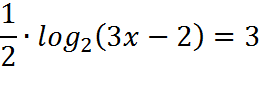 1/2 · log₂(3x − 2) = 3